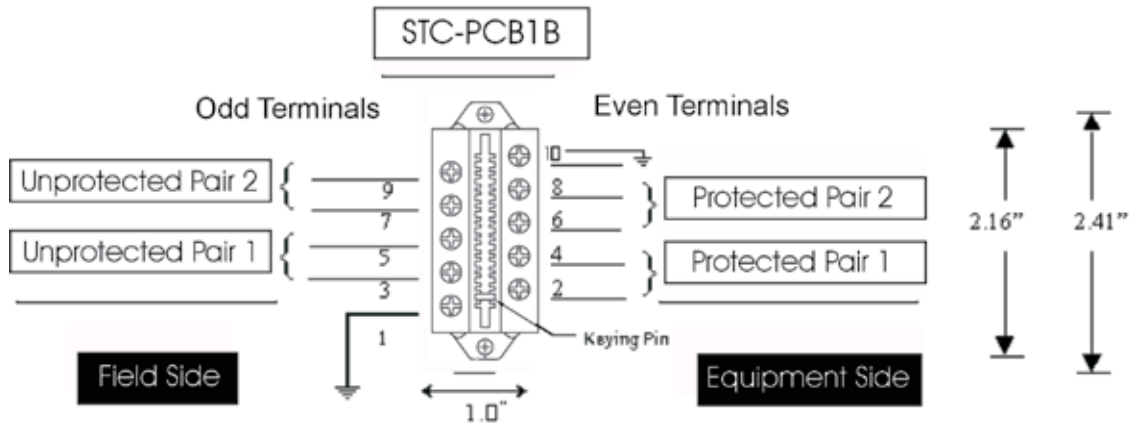 STC-PCB1B
Odd Terminals
Even Terminals
10
Unprotected Pair 2
9
8
Protected Pair 2
7
6
2.16”
2.41”
Unprotected Pair 1
5
4
Protected Pair 1
3
2
1
Keying Pin
Field Side
Equipment Side
1.0"